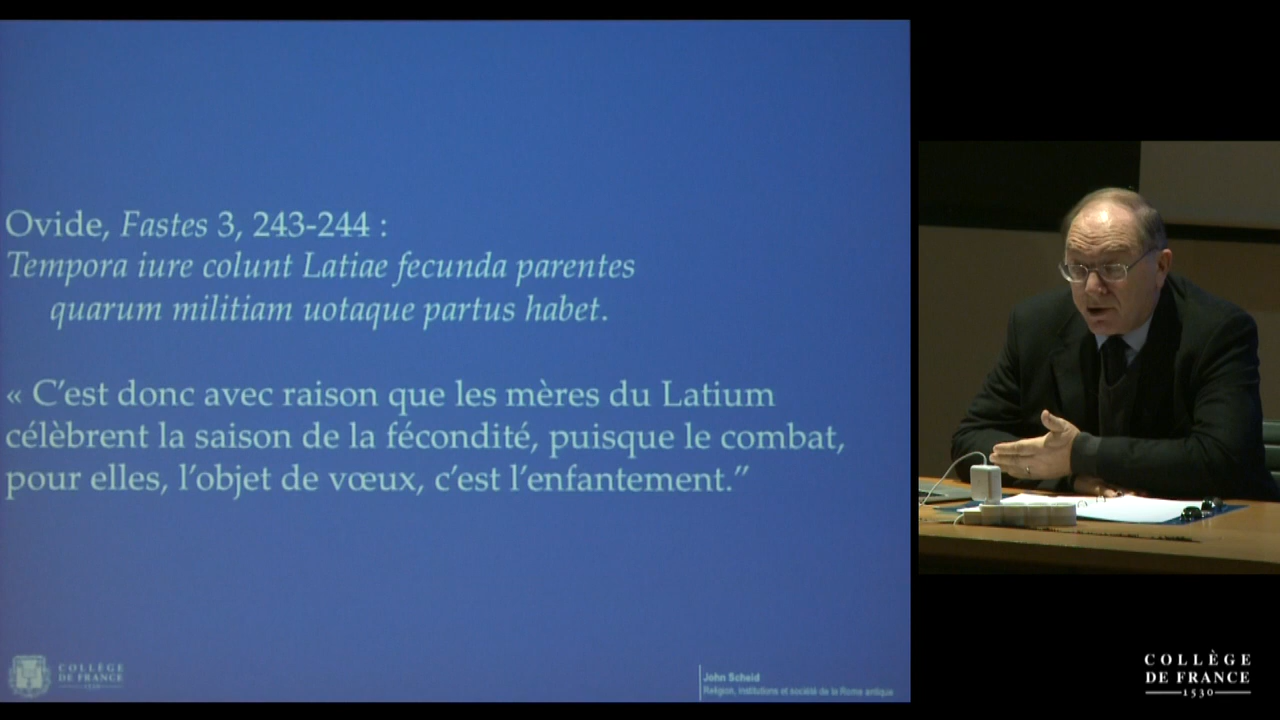 Ovide, Fastes 3, 243-244 :
Tempora iure colunt Latiae fecunda parentes
quarum militiam uotaque partus habet.
« C’est donc avec raison que les mères du Latium
célèbrent la saison de la fécondité, puisque le combat,
pour elles, l’objet de vœux, c’est l’enfantement.”
COLLÈGE
DE FRANCE
1530
John Scheid
Religion, institutions et société de la Rome antique
COLLÈGE
DE FRANCE
1530